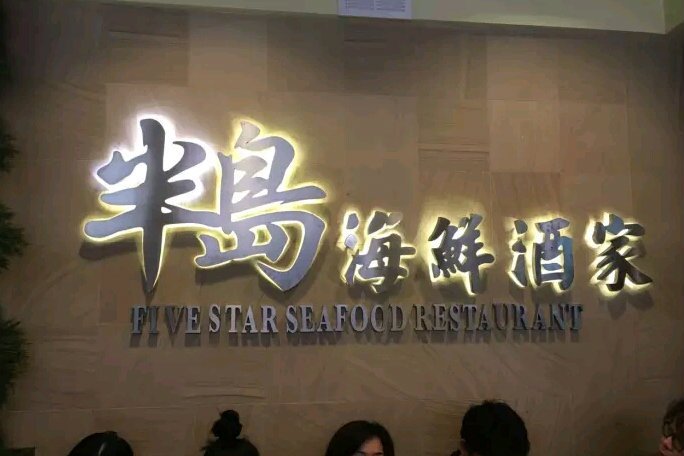 半島海鮮酒家
FIVE STAR SEAFOOD RESTAURANT